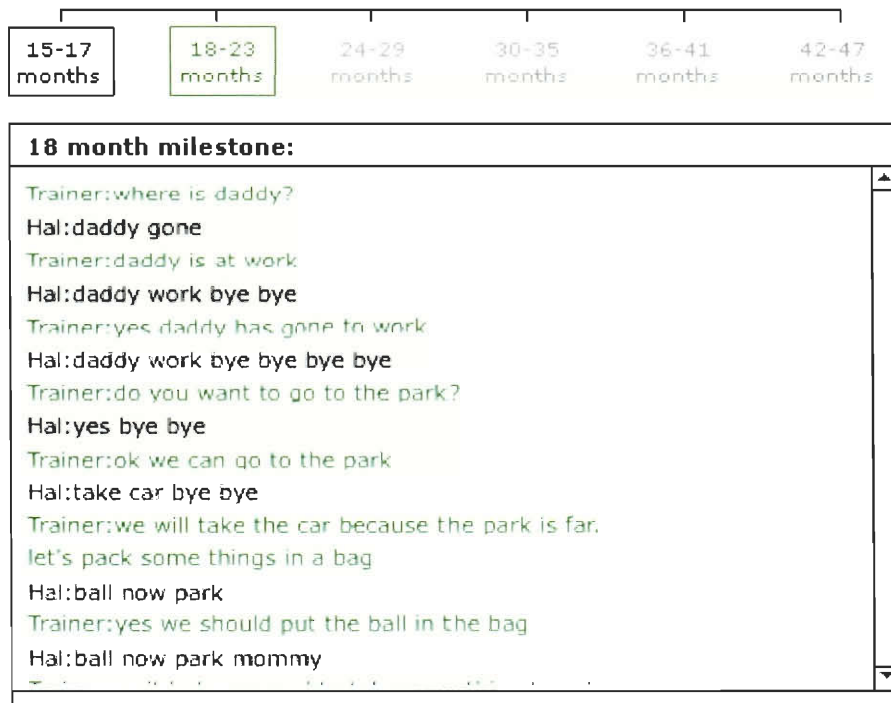 15-17 months
18-23 months
24-29 months
30-35 months
36-41 months
42-47 months
18 month milestone:
Trainer:where is daddy?
Hal:daddy gone
Trainer:daddy is at work
Hal:daddy work bye bye
Trainer:yes daddy has gone to work
Hal:daddy work bye bye bye bye
Trainer:do you want to go to the park?
Hal:yes bye bye
Trainer:ok we can go to the park
Hal:take car bye bye
Trainer:we will take the car because the park is far.
let's pack some things in a bag
Hal:ball now park
Trainer:yes we should put the ball in the bag
Hal:ball now park mommy